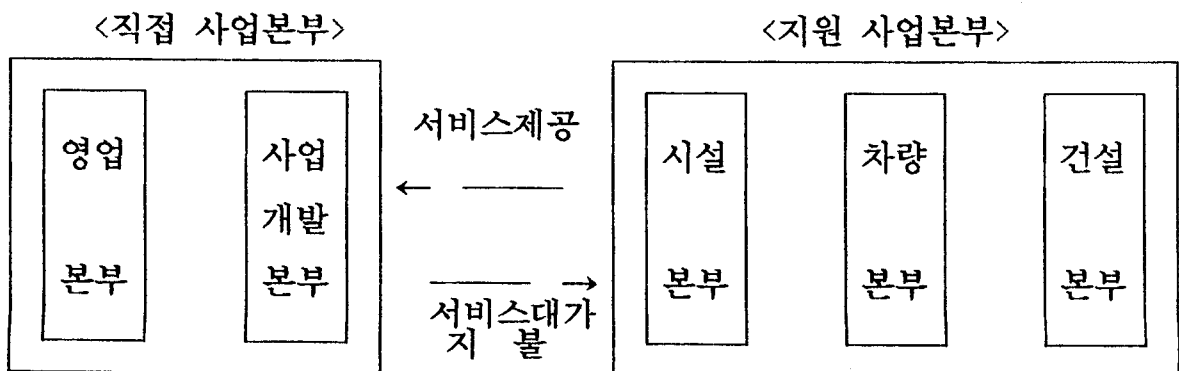 <직접 사업본부>
<지원 사업본부>
영업
본부
사업
개발
본부
서비스제공
←
→
서비스대가
지 불
시설
본부
차량
본부
건설
본부